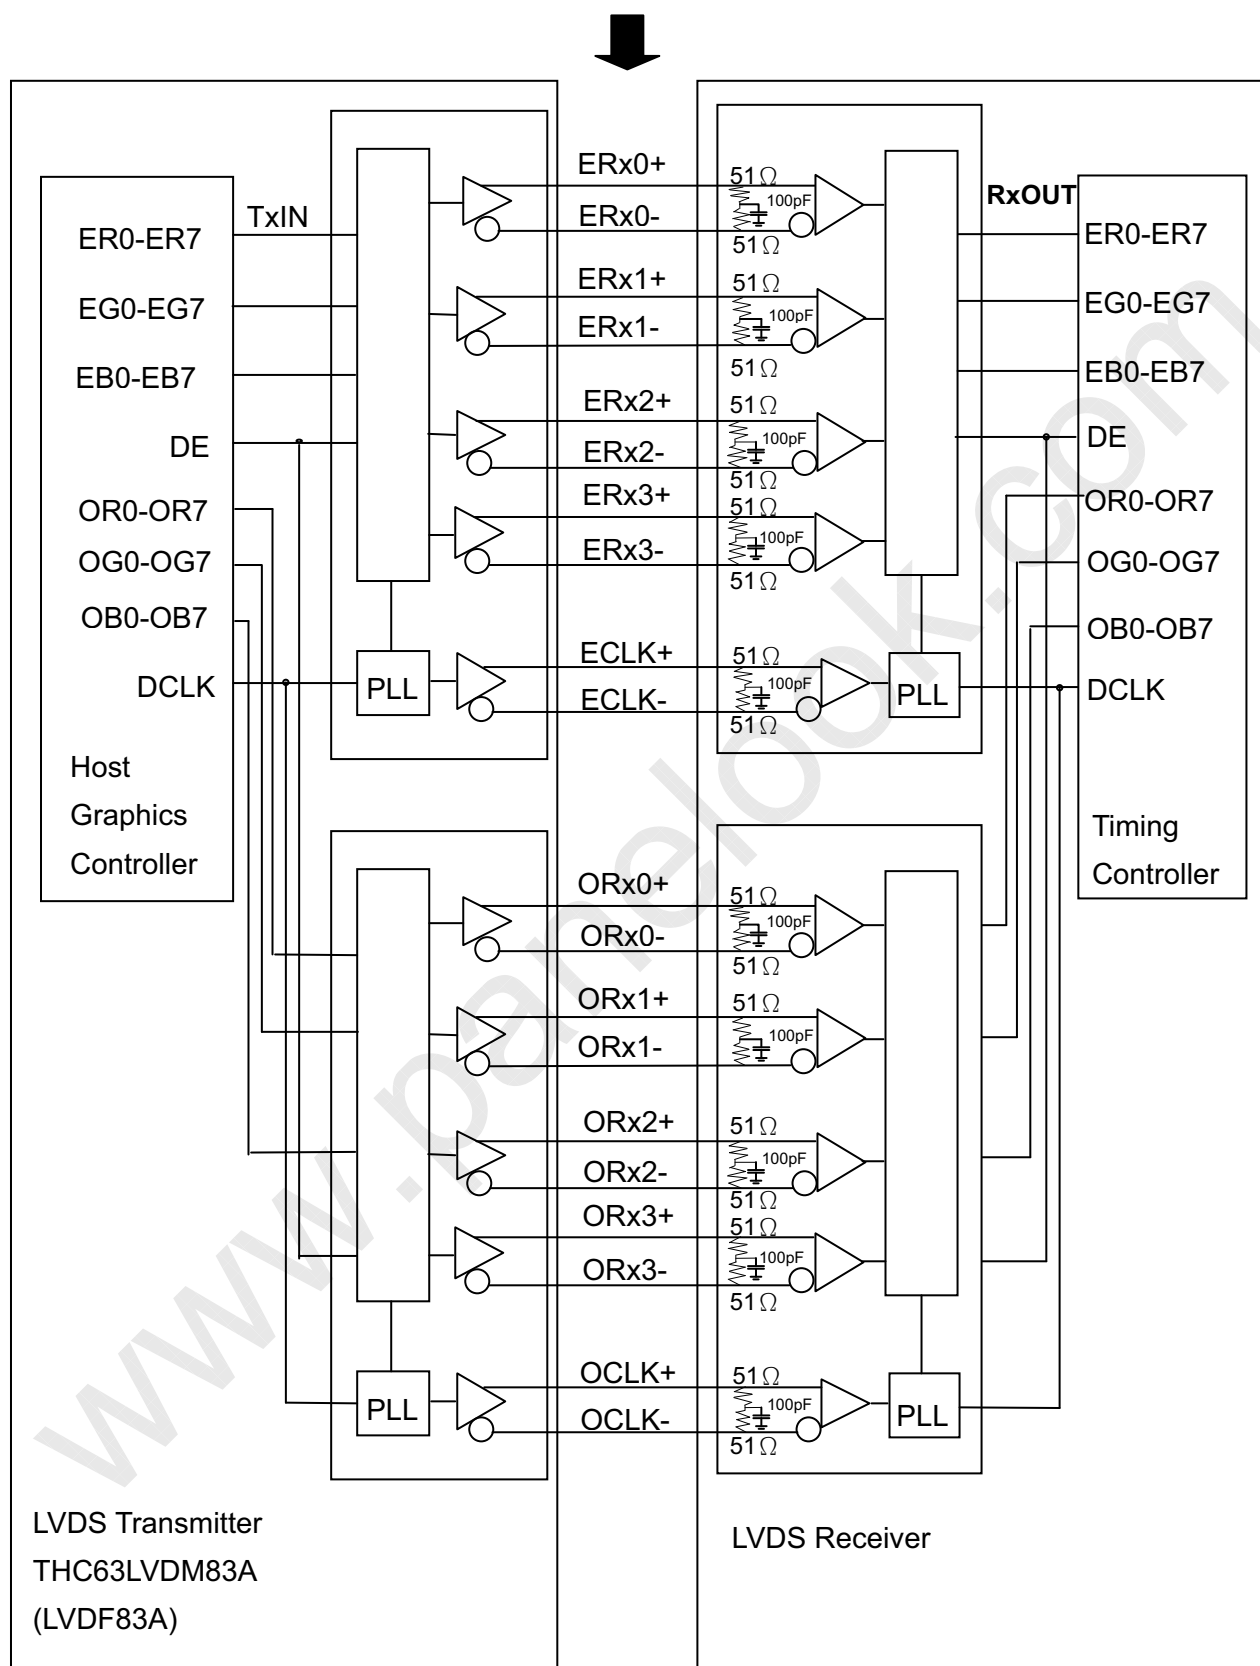 ERx0+
51Ω
100pF
TxIN
RxOUT
ER0-ER7
ERx0-
51Ω
ER0-ER7
ERx1+
51Ω
EG0-EG7
100pF
EG0-EG7
ERx1-
51Ω
EB0-EB7
EB0-EB7
ERx2+
51Ω
DE
100pF
DE
ERx2-
51Ω
ERx3+
51Ω
OR0-OR7
OR0-OR7
100pF
ERx3-
OG0-OG7
OG0-OG7
51Ω
OB0-OB7
OB0-OB7
ECLK+
51Ω
DCLK
PLL
100pF
PLL
DCLK
ECLK-
51Ω
Host
Graphics
Controller
Timing
Controller
ORx0+
51Ω
100pF
ORx0-
51Ω
ORx1+
51Ω
100pF
ORx1-
51Ω
ORx2+
51Ω
100pF
ORx2-
51Ω
ORx3+
51Ω
100pF
ORx3-
51Ω
OCLK+
51Ω
PLL
100pF
PLL
OCLK-
51Ω
LVDS Transmitter
THC63LVDM83A
(LVDF83A)
LVDS Receiver
www.panelook.com